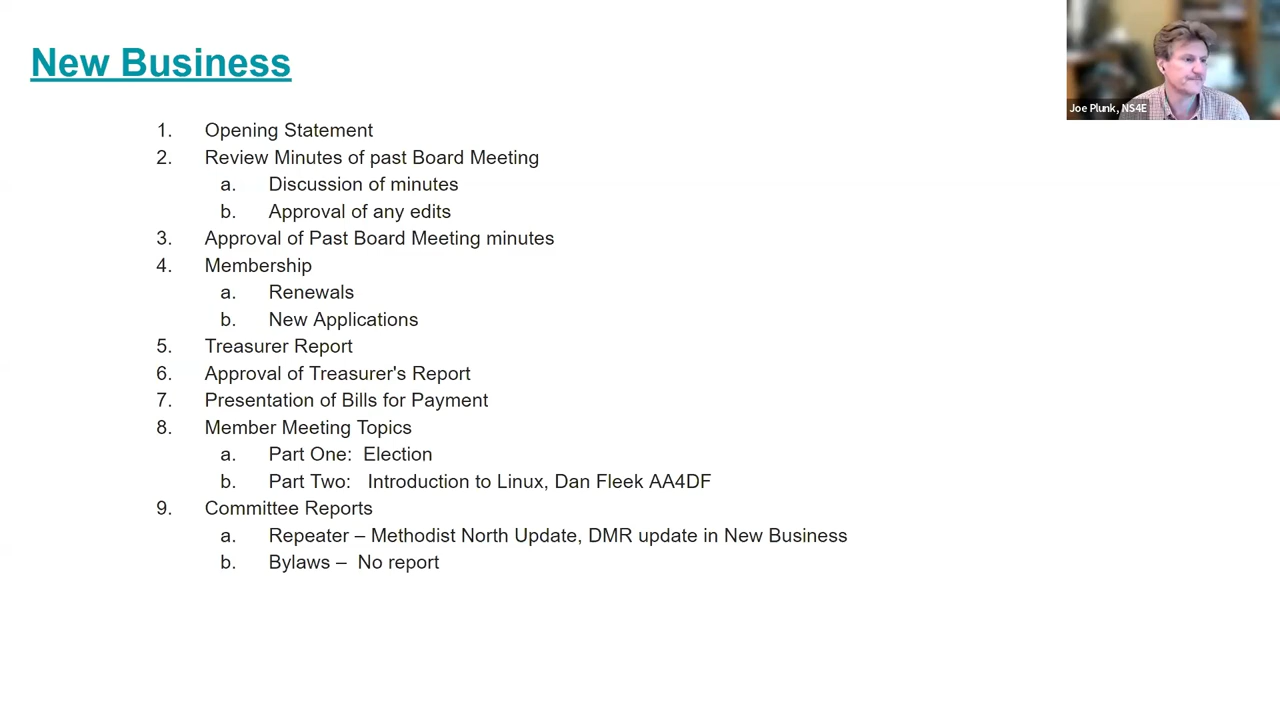 New Business
1. Opening Statement
2. Review Minutes of past Board Meeting
a. Discussion of minutes
b. Approval of any edits
3. Approval of Past Board Meeting minutes
4. Membership
a. Renewals
b. New Applications
5. Treasurer Report
6. Approval of Treasurer's Report
7. Presentation of Bills for Payment
8. Member Meeting Topics
a. Part One:  Election
b. Part Two:   Introduction to Linux, Dan Fleek AA4DF
9. Committee Reports
a. Repeater – Methodist North Update, DMR update in New Business
b. Bylaws –  No report
Joe Plunk, NS4E